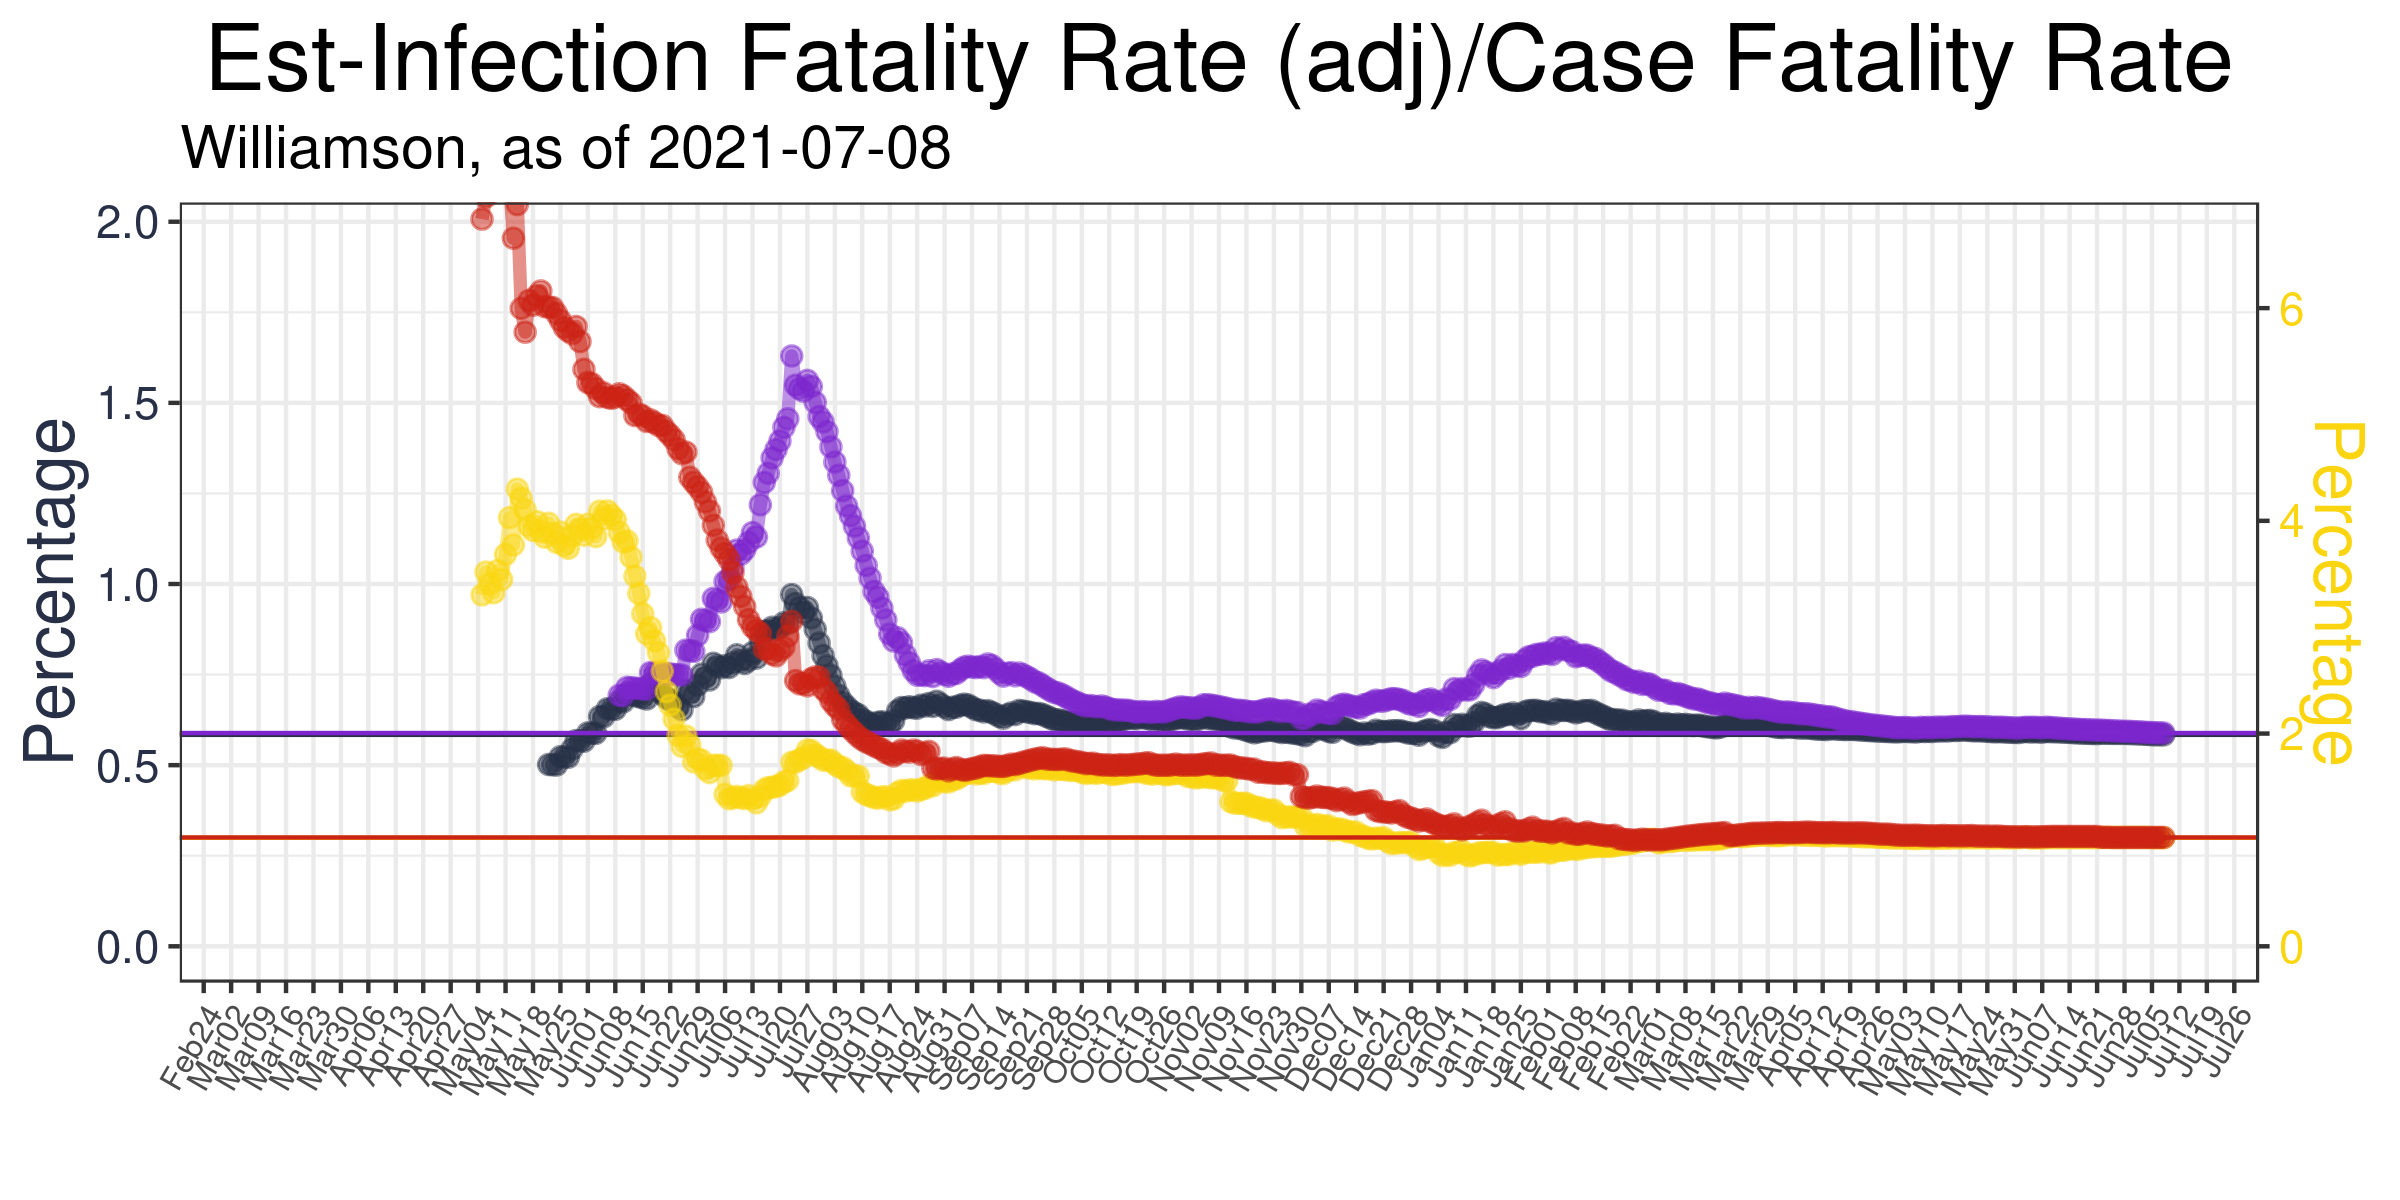 Est-Infection Fatality Rate (adj)/Case Fatality Rate
Williamson, as of 2021-07-08
Percentage
2.0
1.5
1.0
0.5
0.0
6
4
2
0
Percentage
Feb24
Mar02
Mar09
Mar16
Mar23
Mar30
Apr06
Apr13
Apr20
Apr27
May04
May11
May18
May25
Jun01
Jun08
Jun15
Jun22
Jun29
Jul06
Jul13
Jul20
Jul27
Aug03
Aug10
Aug17
Aug24
Aug31
Sep07
Sep14
Sep21
Sep28
Oct05
Oct12
Oct19
Oct26
Nov02
Nov09
Nov16
Nov23
Nov30
Dec07
Dec14
Dec21
Dec28
Jan04
Jan11
Jan18
Jan25
Feb01
Feb08
Feb15
Feb22
Mar01
Mar08
Mar15
Mar22
Mar29
Apr05
Apr12
Apr19
Apr26
May03
May10
May17
May24
May31
Jun07
Jun14
Jun21
Jun28
Jul05
Jul12
Jul19
Jul26